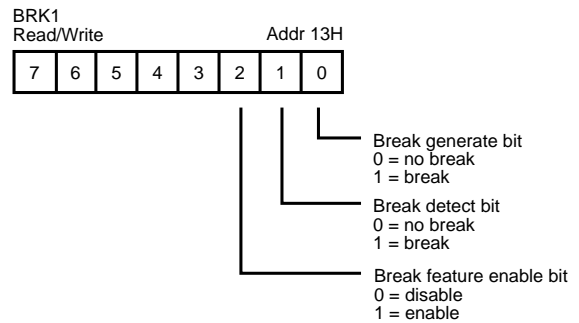 BRK1
Read/Write Addr 13H
7 6 5 4 3 2 1 0
Break generate bit
0 = no break
1 = break
Break detect bit
0 = no break
1 = break
Break feature enable bit
0 = disable
1 = enable